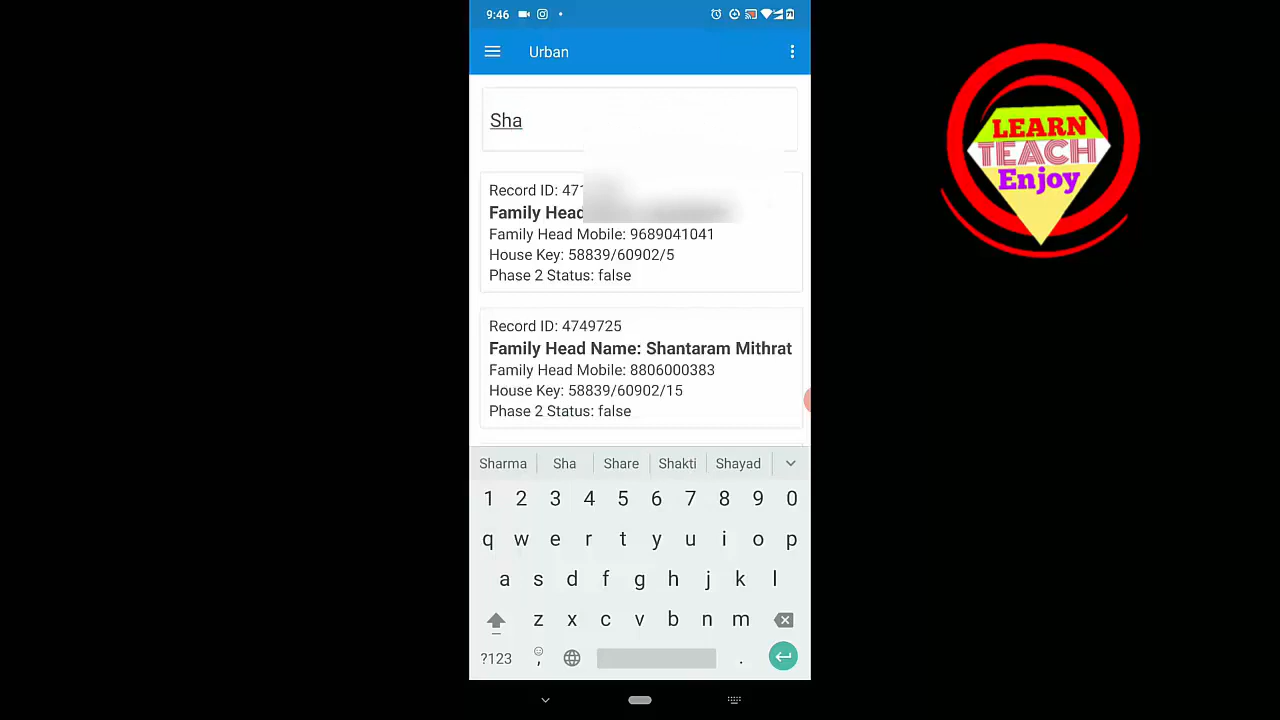 9:46
Urban
Sha
Record ID: 471
Family Head
Family Head Mobile: 9689041041
House Key: 58839/60902/5
Phase 2 Status: false
Record ID: 4749725
Family Head Name: Shantaram Mithrat
Family Head Mobile: 8806000383
House Key: 58839/60902/15
Phase 2 Status: false
Sharma Sha Share Shakti Shayad
1 2 3 4 5 6 7 8 9 0
q w e r t y u i o p
a s d f g h j k l
z x c v b n m
?123 , .
LEARN
TEACH
Enjoy